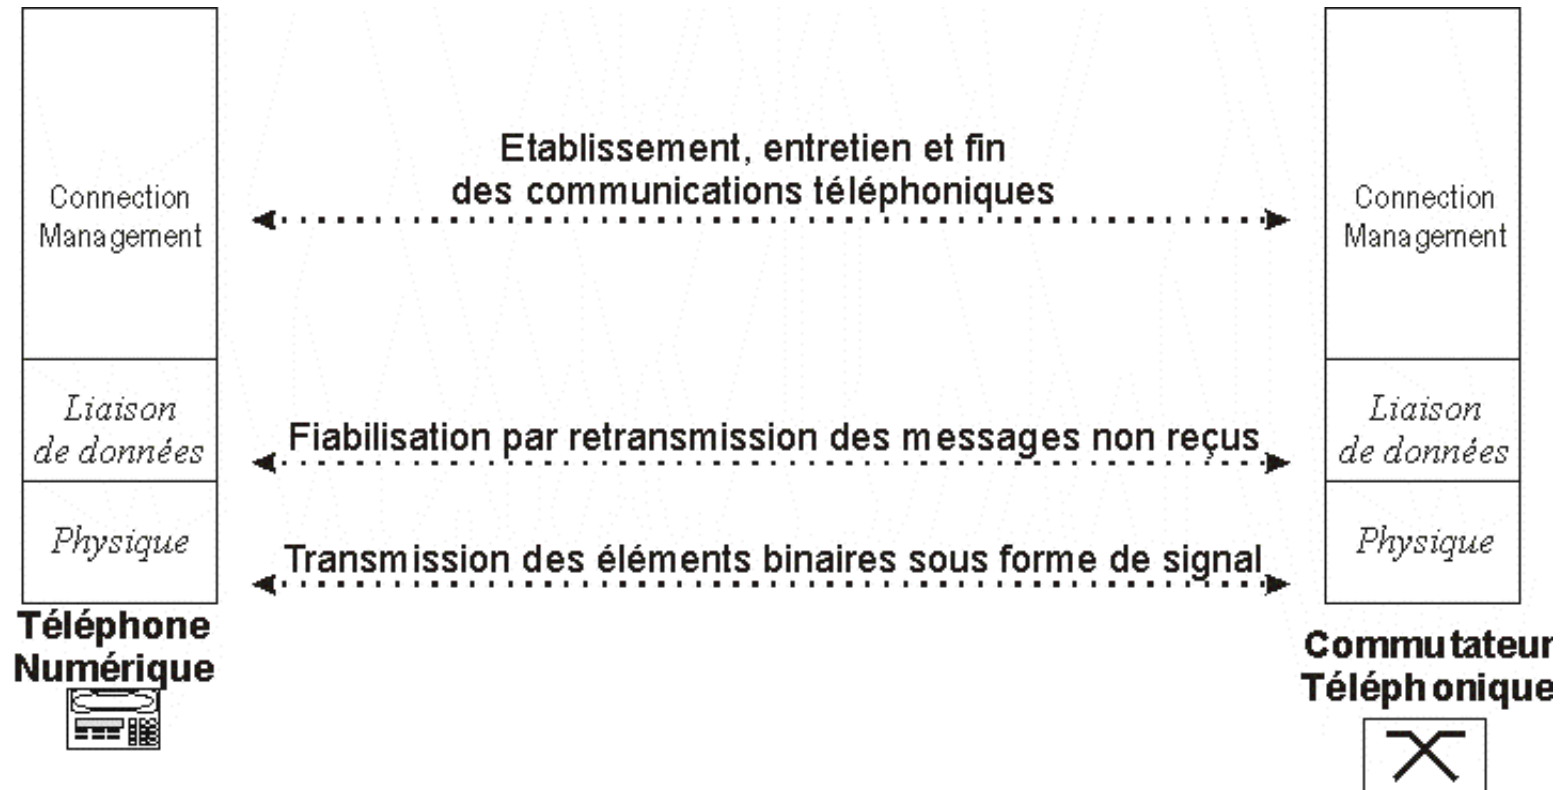 Connection
Management
Etablissement, entretien et fin
des communications téléphoniques
Connection
Management
Liaison
de données
Fiabilisation par retransmission des messages non reçus
Liaison
de données
Physique
Transmission des éléments binaires sous forme de signal
Physique
Téléphone
Numérique
Commutateur
Téléphonique